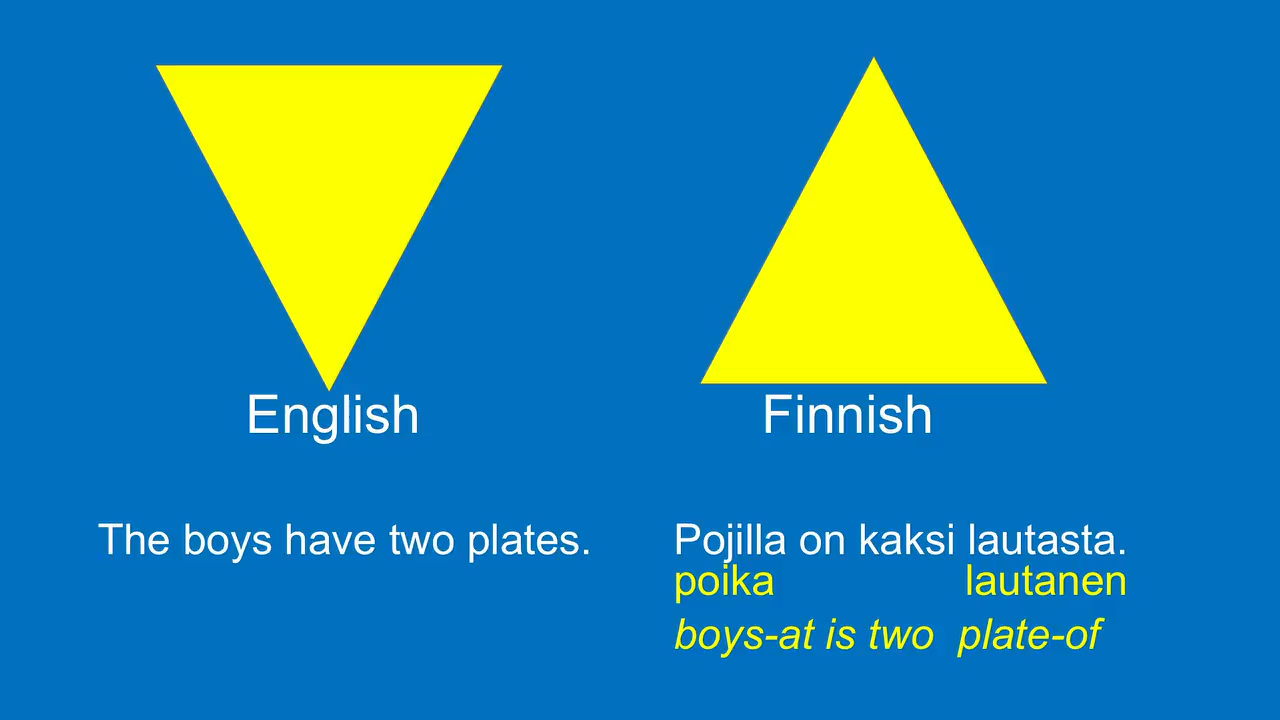 English
Finnish
The boys have two plates.
Pojilla on kaksi lautasta.
poika lautanen
boys-at is two plate-of